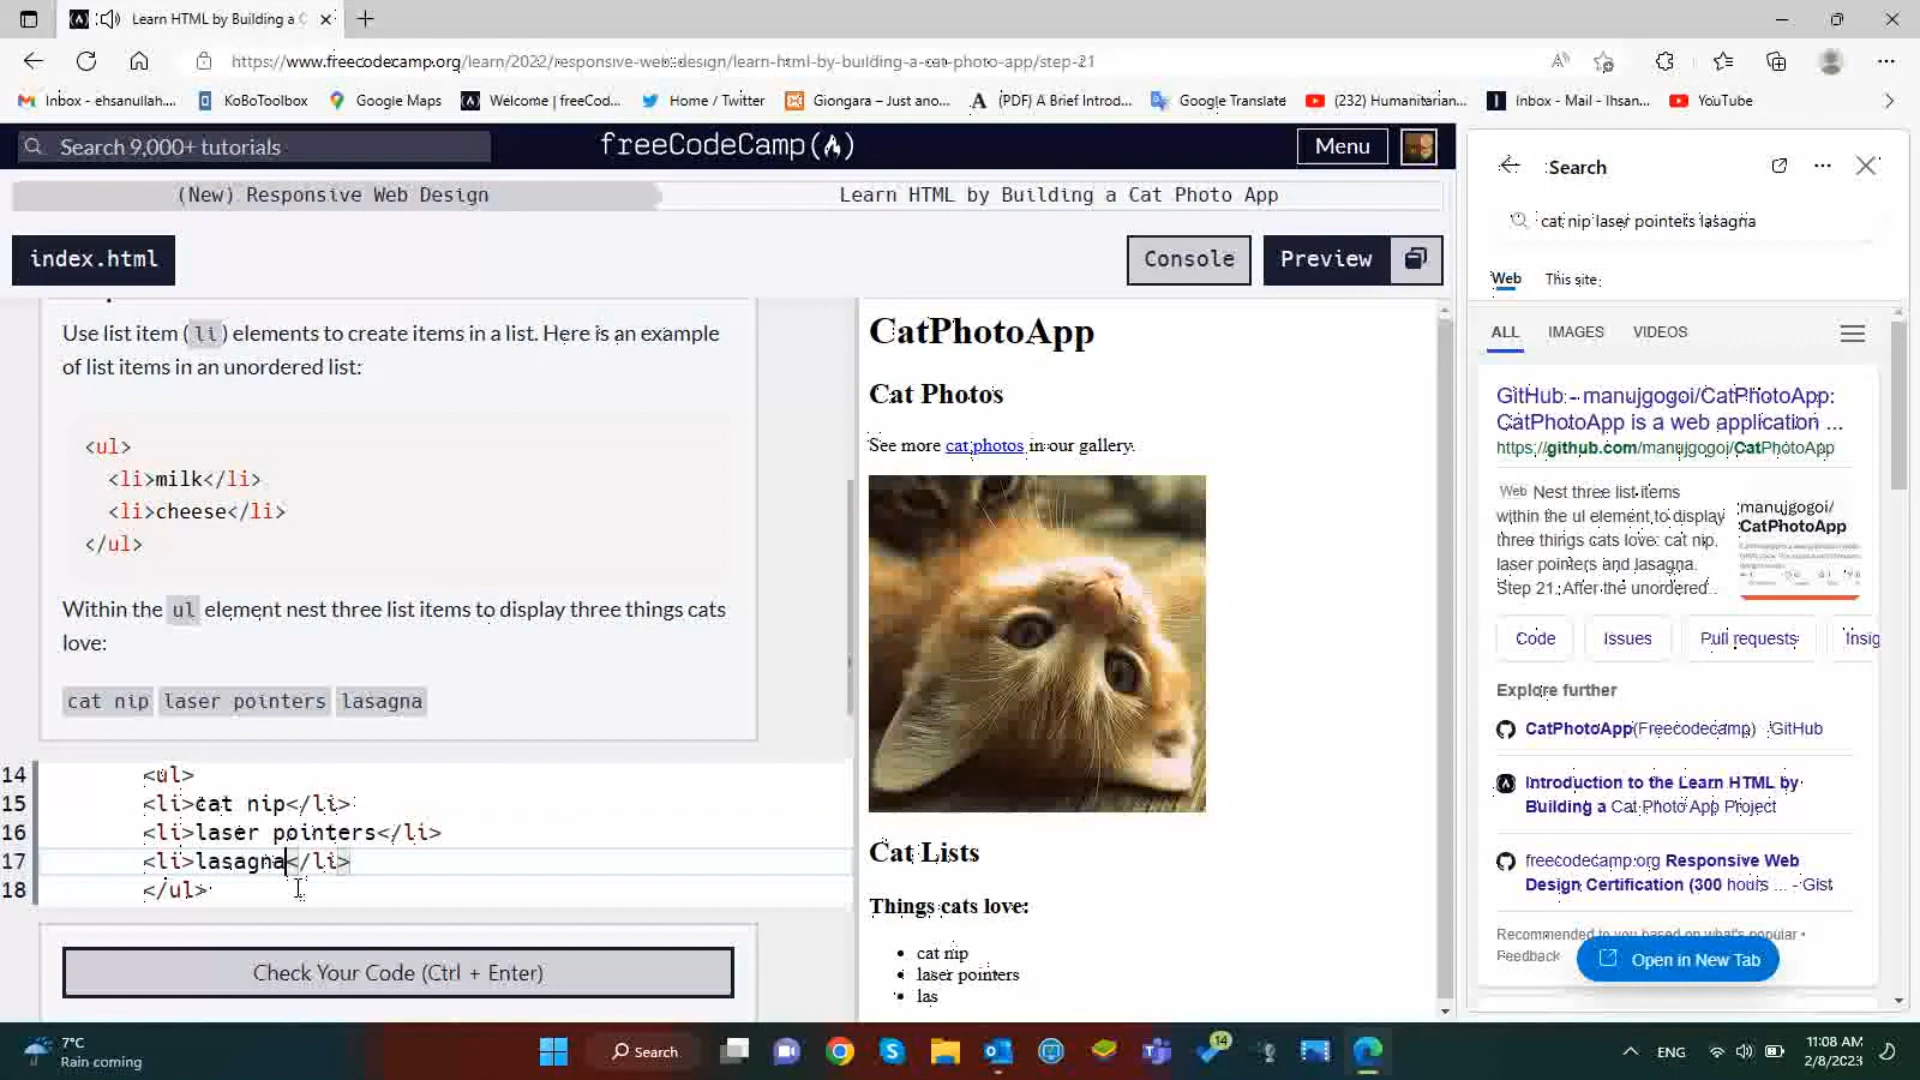 Learn HTML by Building a C
https://www.freecodecamp.org/learn/2022/responsive-web-design/learn-html-by-building-a-cat-photo-app/step-21
Inbox - ehsanullah....
KoBoToolbox
Google Maps
Welcome | freeCod...
Home / Twitter
Giongara – Just ano...
(PDF) A Brief Introd...
Google Translate
(232) Humanitarian...
Inbox - Mail - Ihsan...
YouTube
Search 9,000+ tutorials
freeCodeCamp
Menu
(New) Responsive Web Design
Learn HTML by Building a Cat Photo App
index.html
Console
Preview
Use list item ( li ) elements to create items in a list. Here is an example
of list items in an unordered list:
<ul>
<li>milk</li>
<li>cheese</li>
</ul>
Within the ul element nest three list items to display three things cats
love:
cat nip laser pointers lasagna
14 <ul>
15 <li>cat nip</li>
16 <li>laser pointers</li>
17 <li>lasagna</li>
18 </ul>
Check Your Code (Ctrl + Enter)
CatPhotoApp
Cat Photos
See more cat photos in our gallery.
Cat Lists
Things cats love:
• cat nip
• laser pointers
• las
Search
cat nip laser pointers lasagna
Web
This site
ALL
IMAGES
VIDEOS
GitHub - manujgogoi/CatPhotoApp:
CatPhotoApp is a web application ...
https://github.com/manujgogoi/CatPhotoApp
Web Nest three list items
within the ul element to display
three things cats love: cat nip,
laser pointers and lasagna.
Step 21: After the unordered..
manujgogoi/
CatPhotoApp
Code
Issues
Pull requests
Insig
Explore further
CatPhotoApp(Freecodecamp) · GitHub
Introduction to the Learn HTML by
Building a Cat Photo App Project
freecodecamp.org Responsive Web
Design Certification (300 hours ... - Gist
Recommended to you based on what's popular •
Feedback
Open in New Tab
7°C
Rain coming
Search
14
ENG
11:08 AM
2/8/2023